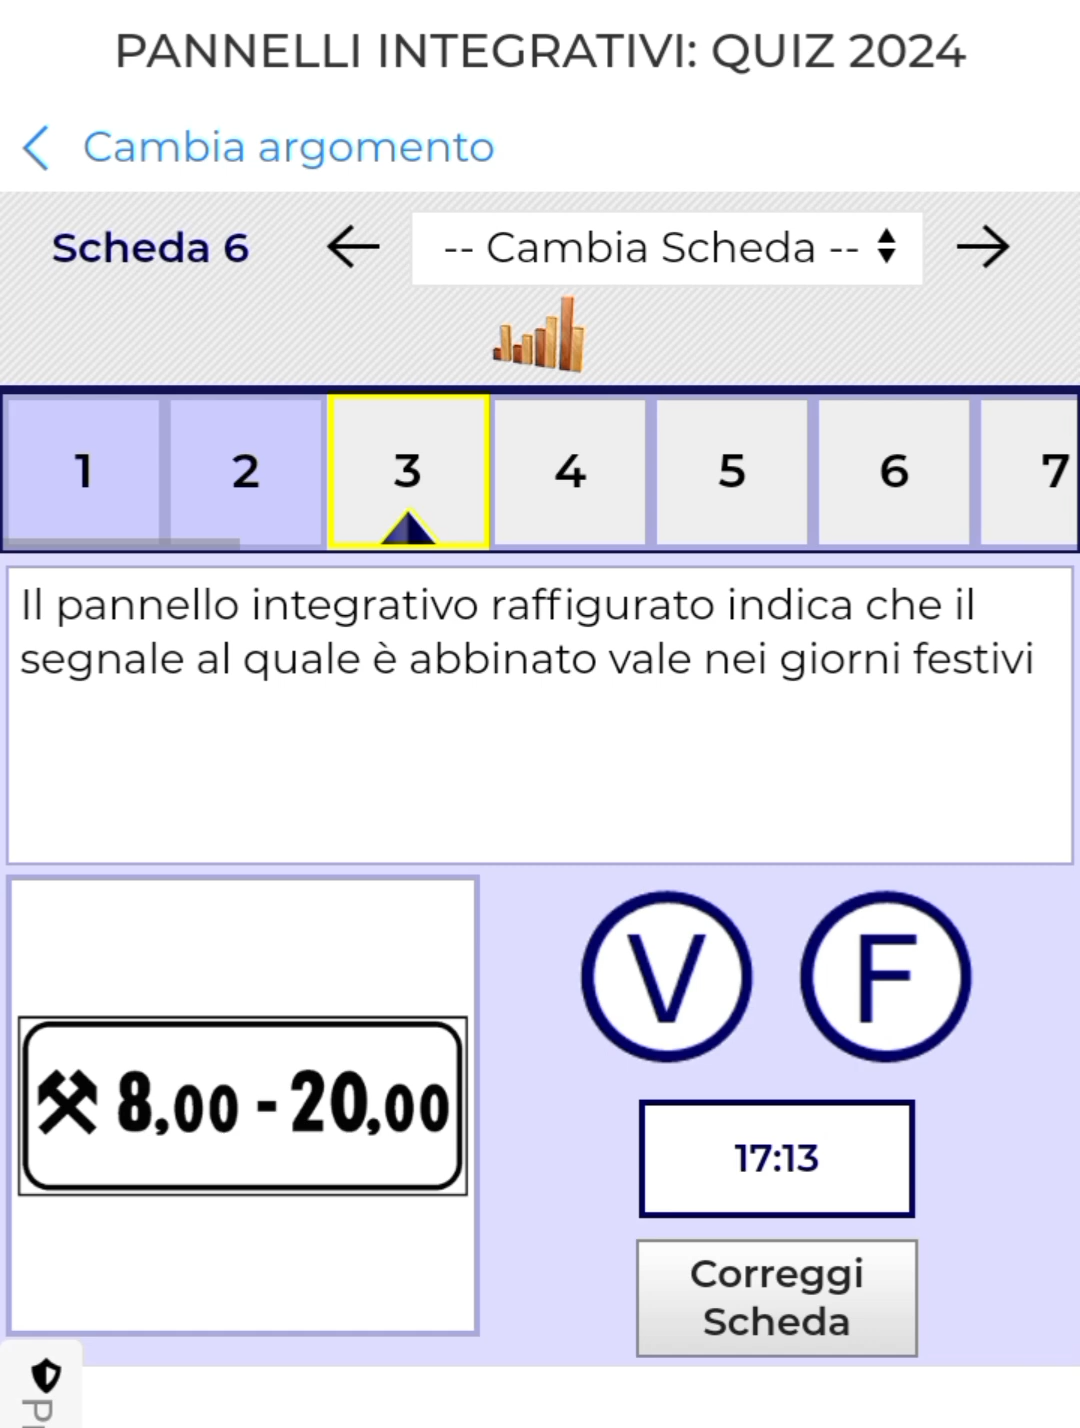 PANNELLI INTEGRATIVI: QUIZ 2024
Cambia argomento
Scheda 6
-- Cambia Scheda --
1 2 3 4 5 6 7
Il pannello integrativo raffigurato indica che il
segnale al quale è abbinato vale nei giorni festivi
V F
8,00 - 20,00
17:13
Correggi
Scheda